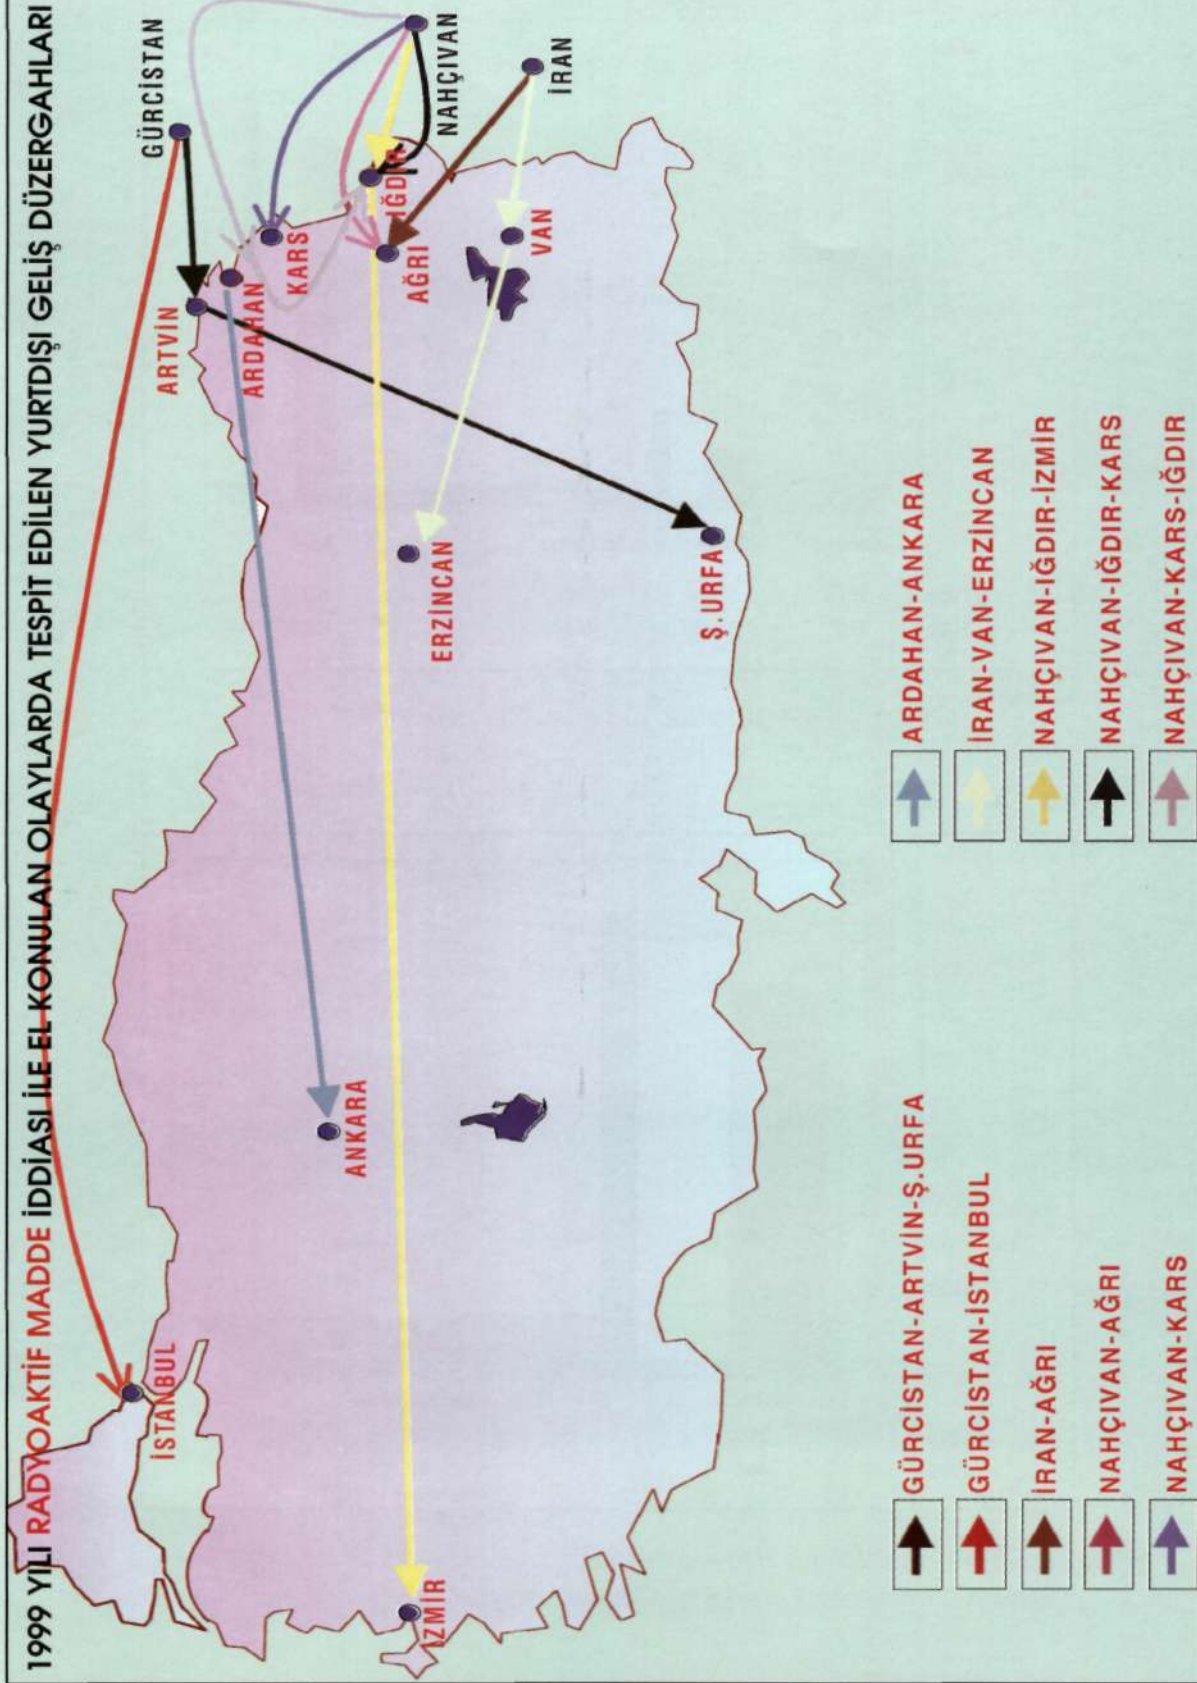 1999 YILI RADYOAKTİF MADDE İDDİASI İLE EL KONULAN OLAYLARDA TESPİT EDİLEN YURTDIŞI GELİŞ DÜZERGAHLARI
GÜRCİSTAN
NAHÇIVAN
İRAN
ARTVİN
ARDAHAN
KARS
IĞDIR
AĞRI
VAN
İSTANBUL
ANKARA
ERZİNCAN
İZMİR
Ş.URFA
GÜRCİSTAN-ARTVİN-Ş.URFA
GÜRCİSTAN-İSTANBUL
İRAN-AĞRI
NAHÇIVAN-AĞRI
NAHÇIVAN-KARS
ARDAHAN-ANKARA
İRAN-VAN-ERZİNCAN
NAHÇIVAN-IĞDIR-İZMİR
NAHÇIVAN-IĞDIR-KARS
NAHÇIVAN-KARS-IĞDIR